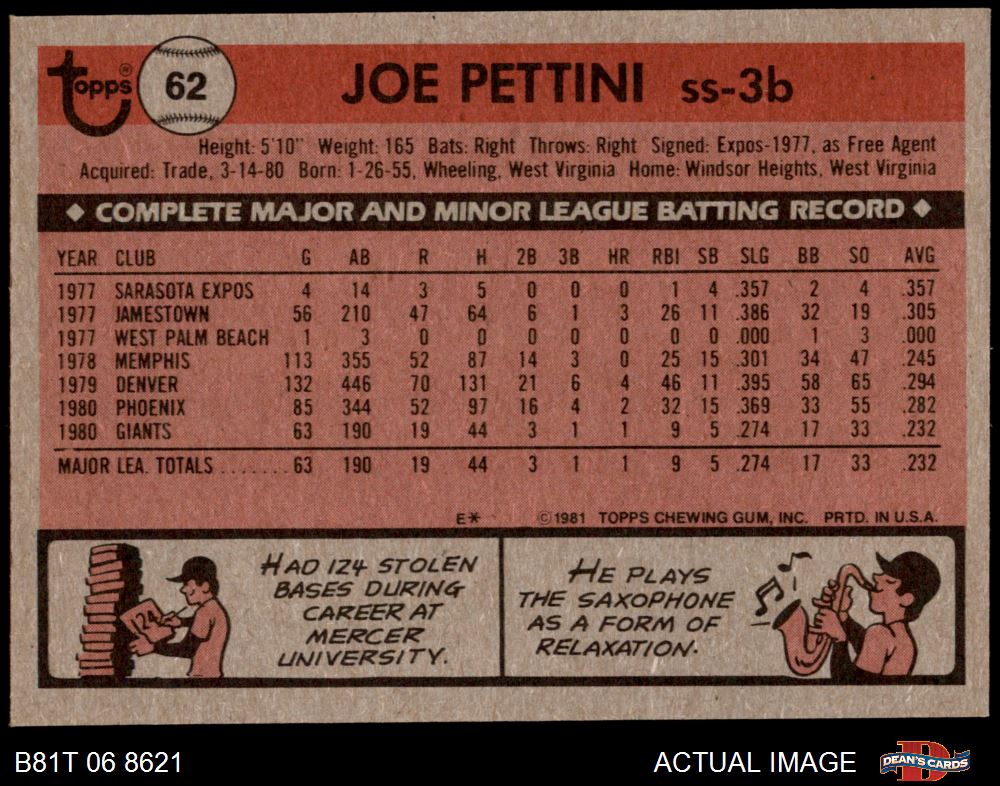 Topps® 62 JOE PETTINI ss-3b
Height: 5'10" Weight: 165 Bats: Right Throws: Right Signed: Expos-1977, as Free Agent
Acquired: Trade, 3-14-80 Born: 1-26-55, Wheeling, West Virginia Home: Windsor Heights, West Virginia
◆ COMPLETE MAJOR AND MINOR LEAGUE BATTING RECORD ◆
YEAR CLUB G AB R H 2B 3B HR RBI SB SLG BB SO AVG
1977 SARASOTA EXPOS 4 14 3 5 0 0 0 1 4 .357 2 4 .357
1977 JAMESTOWN 56 210 47 64 6 1 3 26 11 .386 32 19 .305
1977 WEST PALM BEACH 1 3 0 0 0 0 0 0 0 .000 1 3 .000
1978 MEMPHIS 113 355 52 87 14 3 0 25 15 .301 34 47 .245
1979 DENVER 132 446 70 131 21 6 4 46 11 .395 58 65 .294
1980 PHOENIX 85 344 52 97 16 4 2 32 15 .369 33 55 .282
1980 GIANTS 63 190 19 44 3 1 1 9 5 .274 17 33 .232
MAJOR LEA. TOTALS ....... 63 190 19 44 3 1 1 9 5 .274 17 33 .232
E* ©1981 TOPPS CHEWING GUM, INC. PRTD. IN U.S.A.
124
HAD 124 STOLEN
BASES DURING
CAREER AT
MERCER
UNIVERSITY.
HE PLAYS
THE SAXOPHONE
AS A FORM OF
RELAXATION.
B81T 06 8621 ACTUAL IMAGE D DEAN'S CARDS